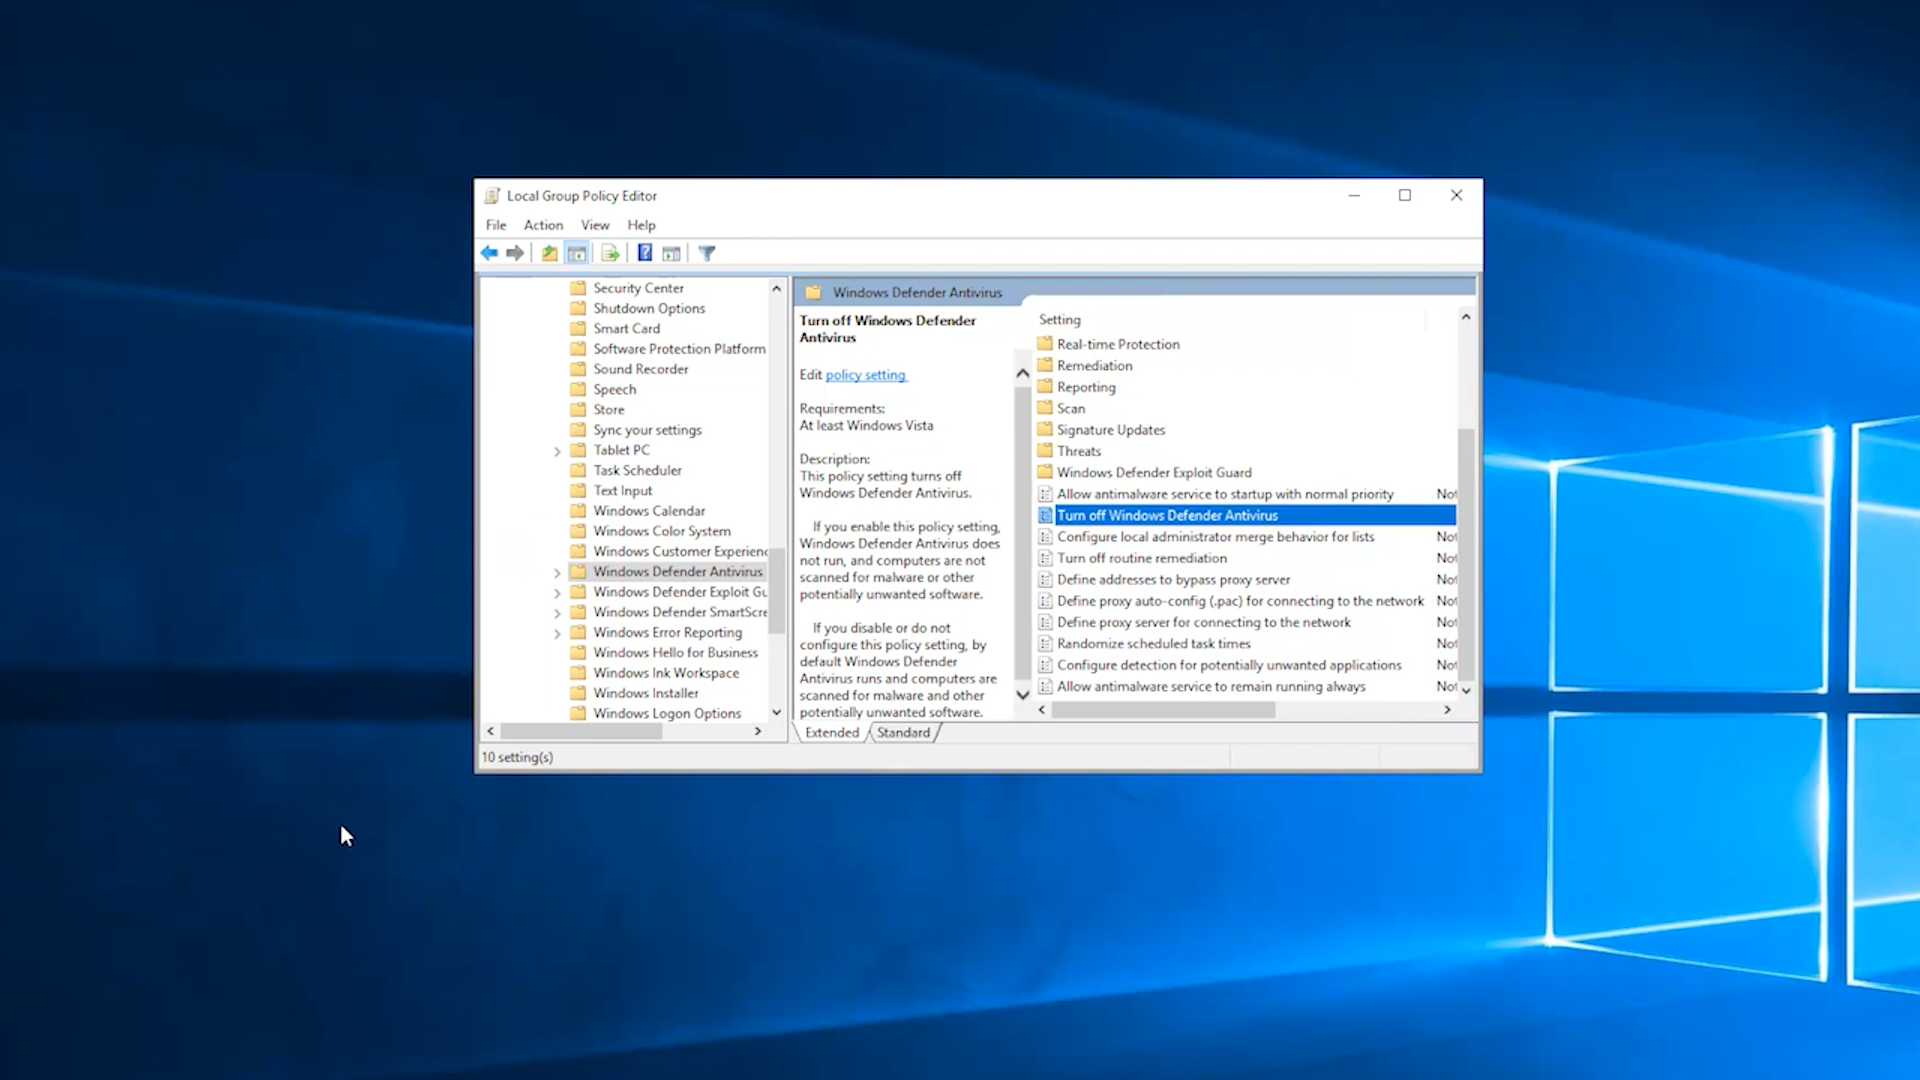 Local Group Policy Editor
File Action View Help
Security Center
Shutdown Options
Smart Card
Software Protection Platform
Sound Recorder
Speech
Store
Sync your settings
Tablet PC
Task Scheduler
Text Input
Windows Calendar
Windows Color System
Windows Customer Experienc
Windows Defender Antivirus
Windows Defender Exploit Gu
Windows Defender SmartScre
Windows Error Reporting
Windows Hello for Business
Windows Ink Workspace
Windows Installer
Windows Logon Options
Windows Defender Antivirus
Turn off Windows Defender
Antivirus
Edit policy setting
Requirements:
At least Windows Vista
Description:
This policy setting turns off
Windows Defender Antivirus.
If you enable this policy setting,
Windows Defender Antivirus does
not run, and computers are not
scanned for malware or other
potentially unwanted software.
If you disable or do not
configure this policy setting, by
default Windows Defender
Antivirus runs and computers are
scanned for malware and other
potentially unwanted software.
Setting
Real-time Protection
Remediation
Reporting
Scan
Signature Updates
Threats
Windows Defender Exploit Guard
Allow antimalware service to startup with normal priority Not
Turn off Windows Defender Antivirus
Configure local administrator merge behavior for lists Not
Turn off routine remediation Not
Define addresses to bypass proxy server Not
Define proxy auto-config (.pac) for connecting to the network Not
Define proxy server for connecting to the network Not
Randomize scheduled task times Not
Configure detection for potentially unwanted applications Not
Allow antimalware service to remain running always Not
Extended Standard
10 setting(s)